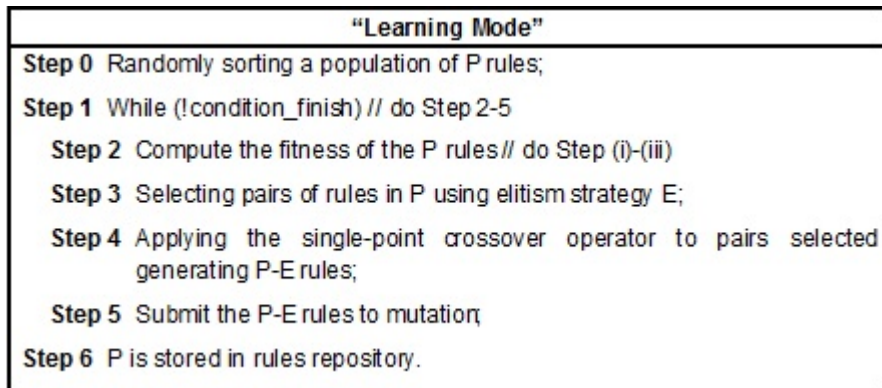 “Learning Mode”
Step 0 Randomly sorting a population of P rules;
Step 1 While (!condition_finish) // do Step 2-5
Step 2 Compute the fitness of the P rules // do Step (i)-(iii)
Step 3 Selecting pairs of rules in P using elitism strategy E;
Step 4 Applying the single-point crossover operator to pairs selected
generating P-E rules;
Step 5 Submit the P-E rules to mutation;
Step 6 P is stored in rules repository.